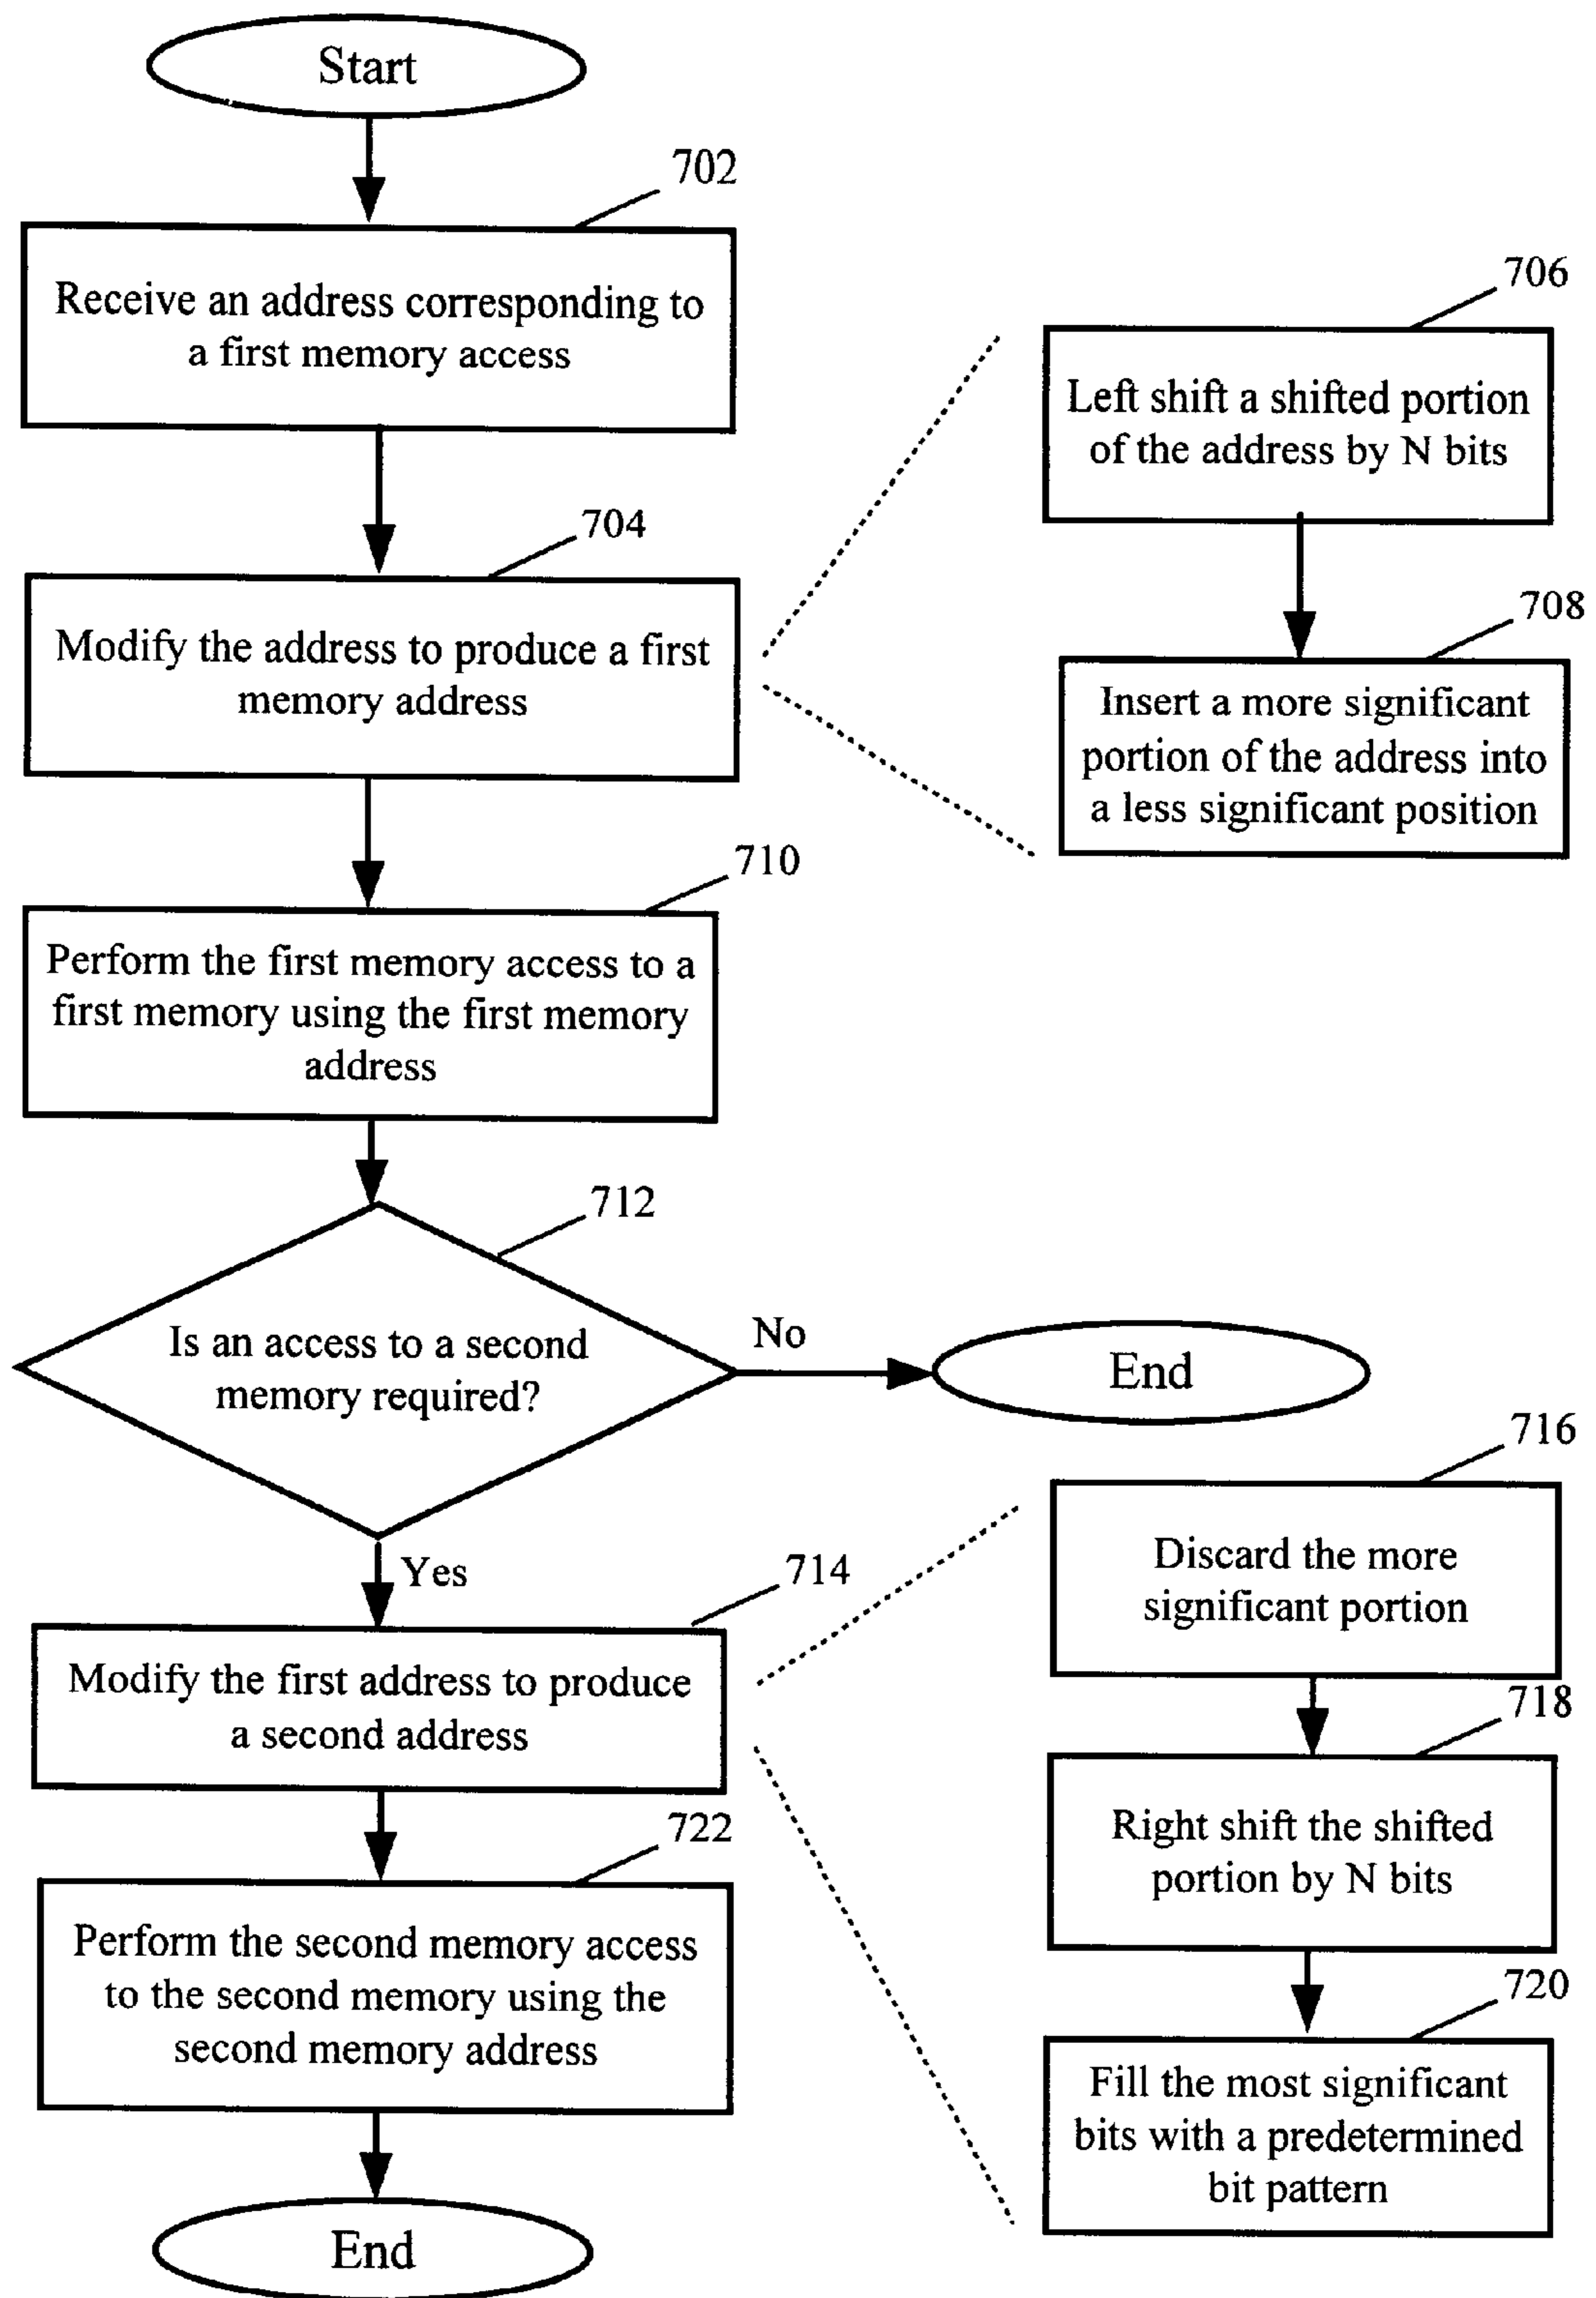 Start
702
Receive an address corresponding to
a first memory access
704
Modify the address to produce a first
memory address
706
Left shift a shifted portion
of the address by N bits
708
Insert a more significant
portion of the address into
a less significant position
710
Perform the first memory access to a
first memory using the first memory
address
712
Is an access to a second
memory required?
No
End
Yes
714
Modify the first address to produce
a second address
716
Discard the more
significant portion
718
Right shift the shifted
portion by N bits
720
Fill the most significant
bits with a predetermined
bit pattern
722
Perform the second memory access
to the second memory using the
second memory address
End